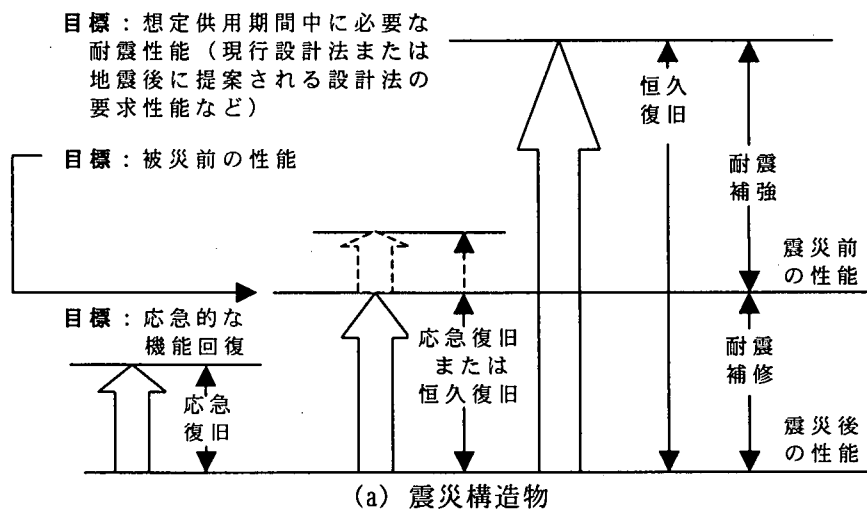 目標：想定供用期間中に必要な
耐震性能（現行設計法または
地震後に提案される設計法の
要求性能など）
目標：被災前の性能
目標：応急的な
機能回復
応急
復旧
応急復旧
または
恒久復旧
恒久
復旧
耐震
補強
震災前
の性能
耐震
補修
震災後
の性能
(a) 震災構造物